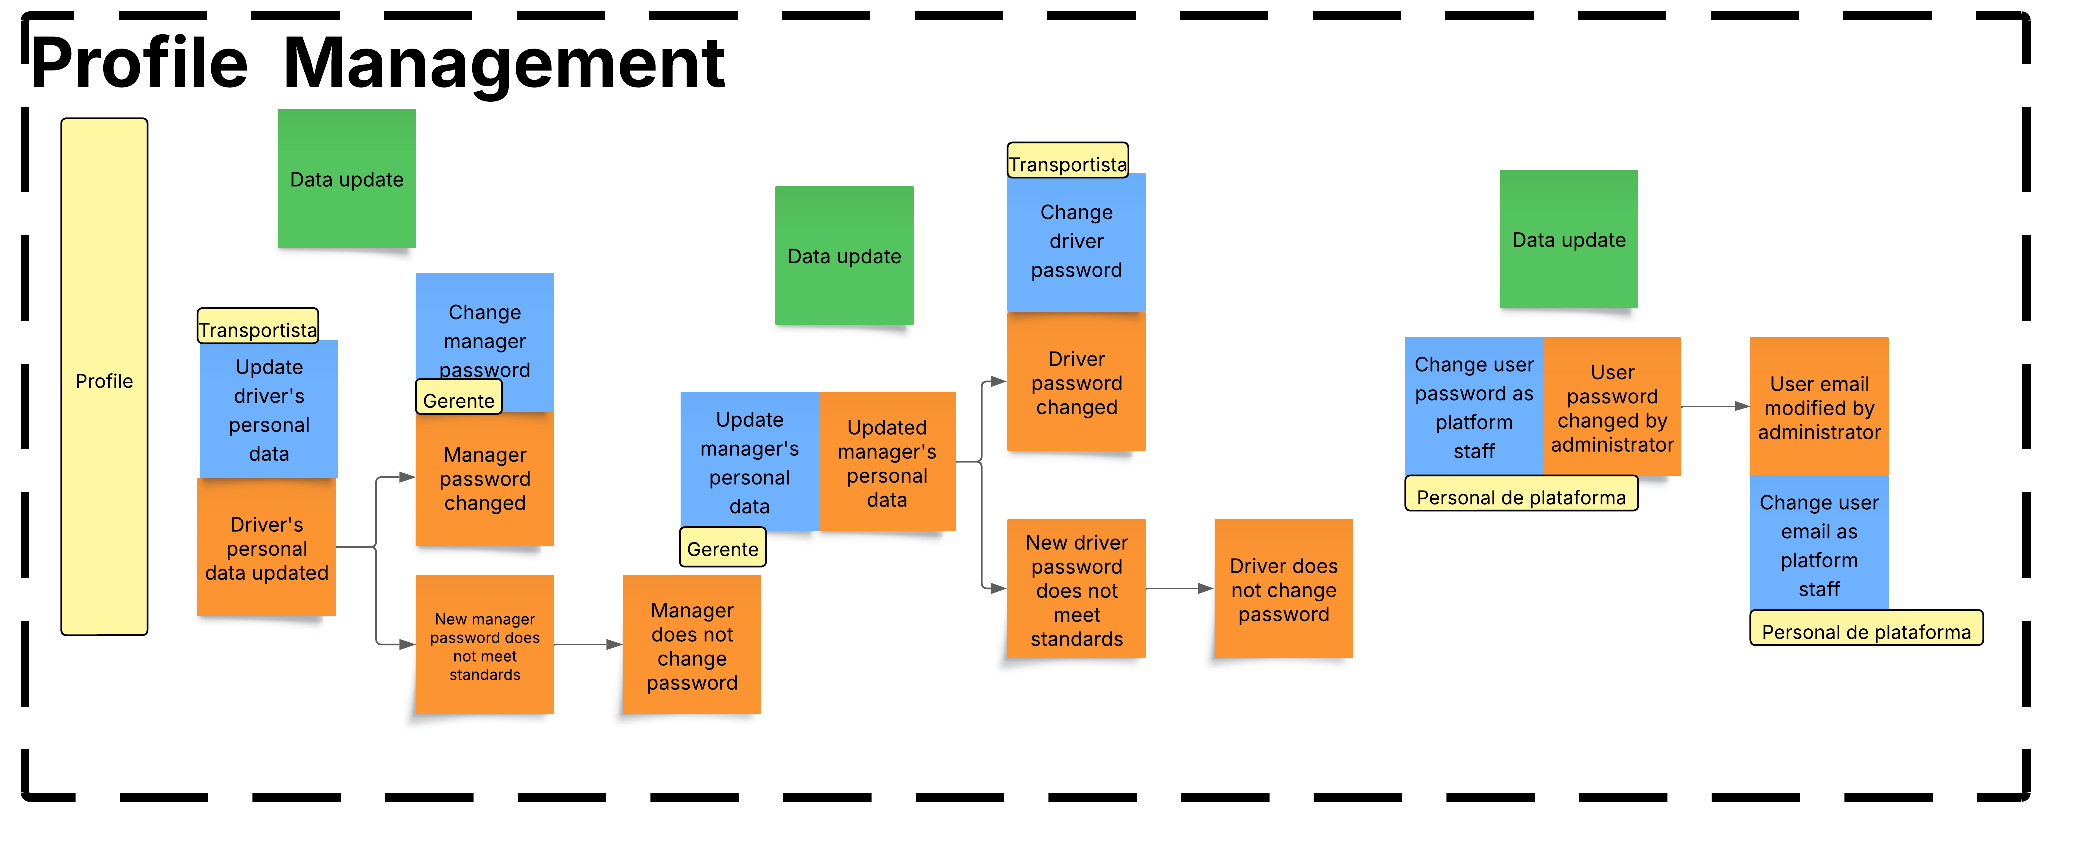 Profile Management
Profile
Data update
Transportista
Update
driver's
personal
data
Driver's
personal
data updated
Change
manager
password
Gerente
Manager
password
changed
New manager
password does
not meet
standards
Manager
does not
change
password
Data update
Update
manager's
personal
data
Gerente
Updated
manager's
personal
data
Transportista
Change
driver
password
Driver
password
changed
New driver
password
does not
meet
standards
Driver does
not change
password
Data update
Change user
password as
platform
staff
Personal de plataforma
User
password
changed by
administrator
User email
modified by
administrator
Change user
email as
platform
staff
Personal de plataforma